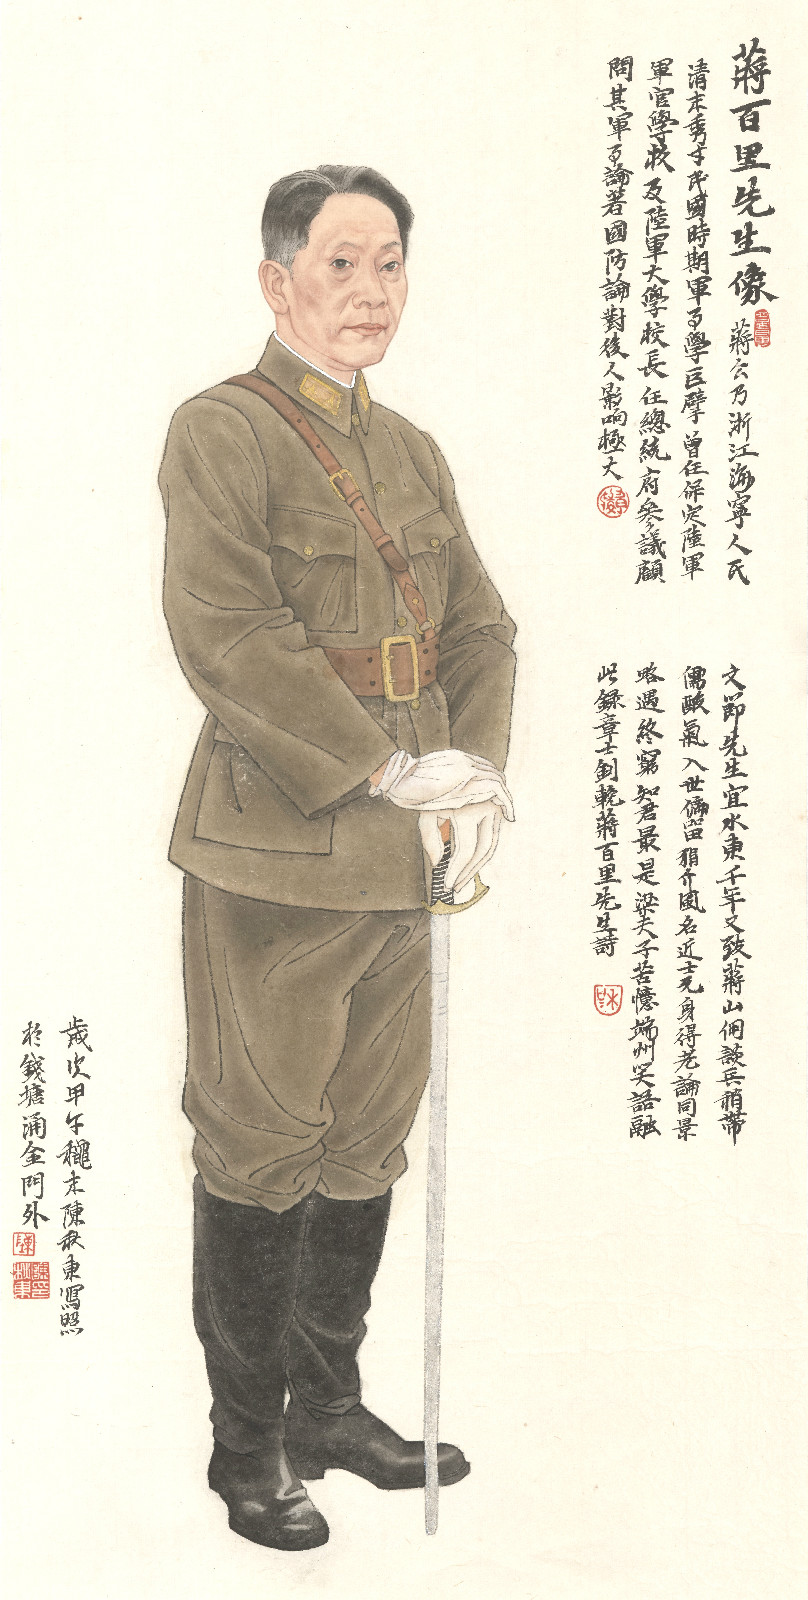 蔣百里先生像 蔣公乃浙江海寧人氏
清末秀才民國時期軍事學巨擘曾任保定陸軍
軍官學校及陸軍大學校長任總統府參議顧
問其軍事論著國防論對後人影响極大
文節先生宜水東千年又致蔣山傭談兵稍帶
儒酸氣入世偏留狷介風名近士元身得老論同景
略遇終窮知君最是梁夫子苦憶端州笑語融
此錄章士釗輓蔣百里先生詩
歲次甲午穐末陳秋東寫照
於錢塘涌金門外